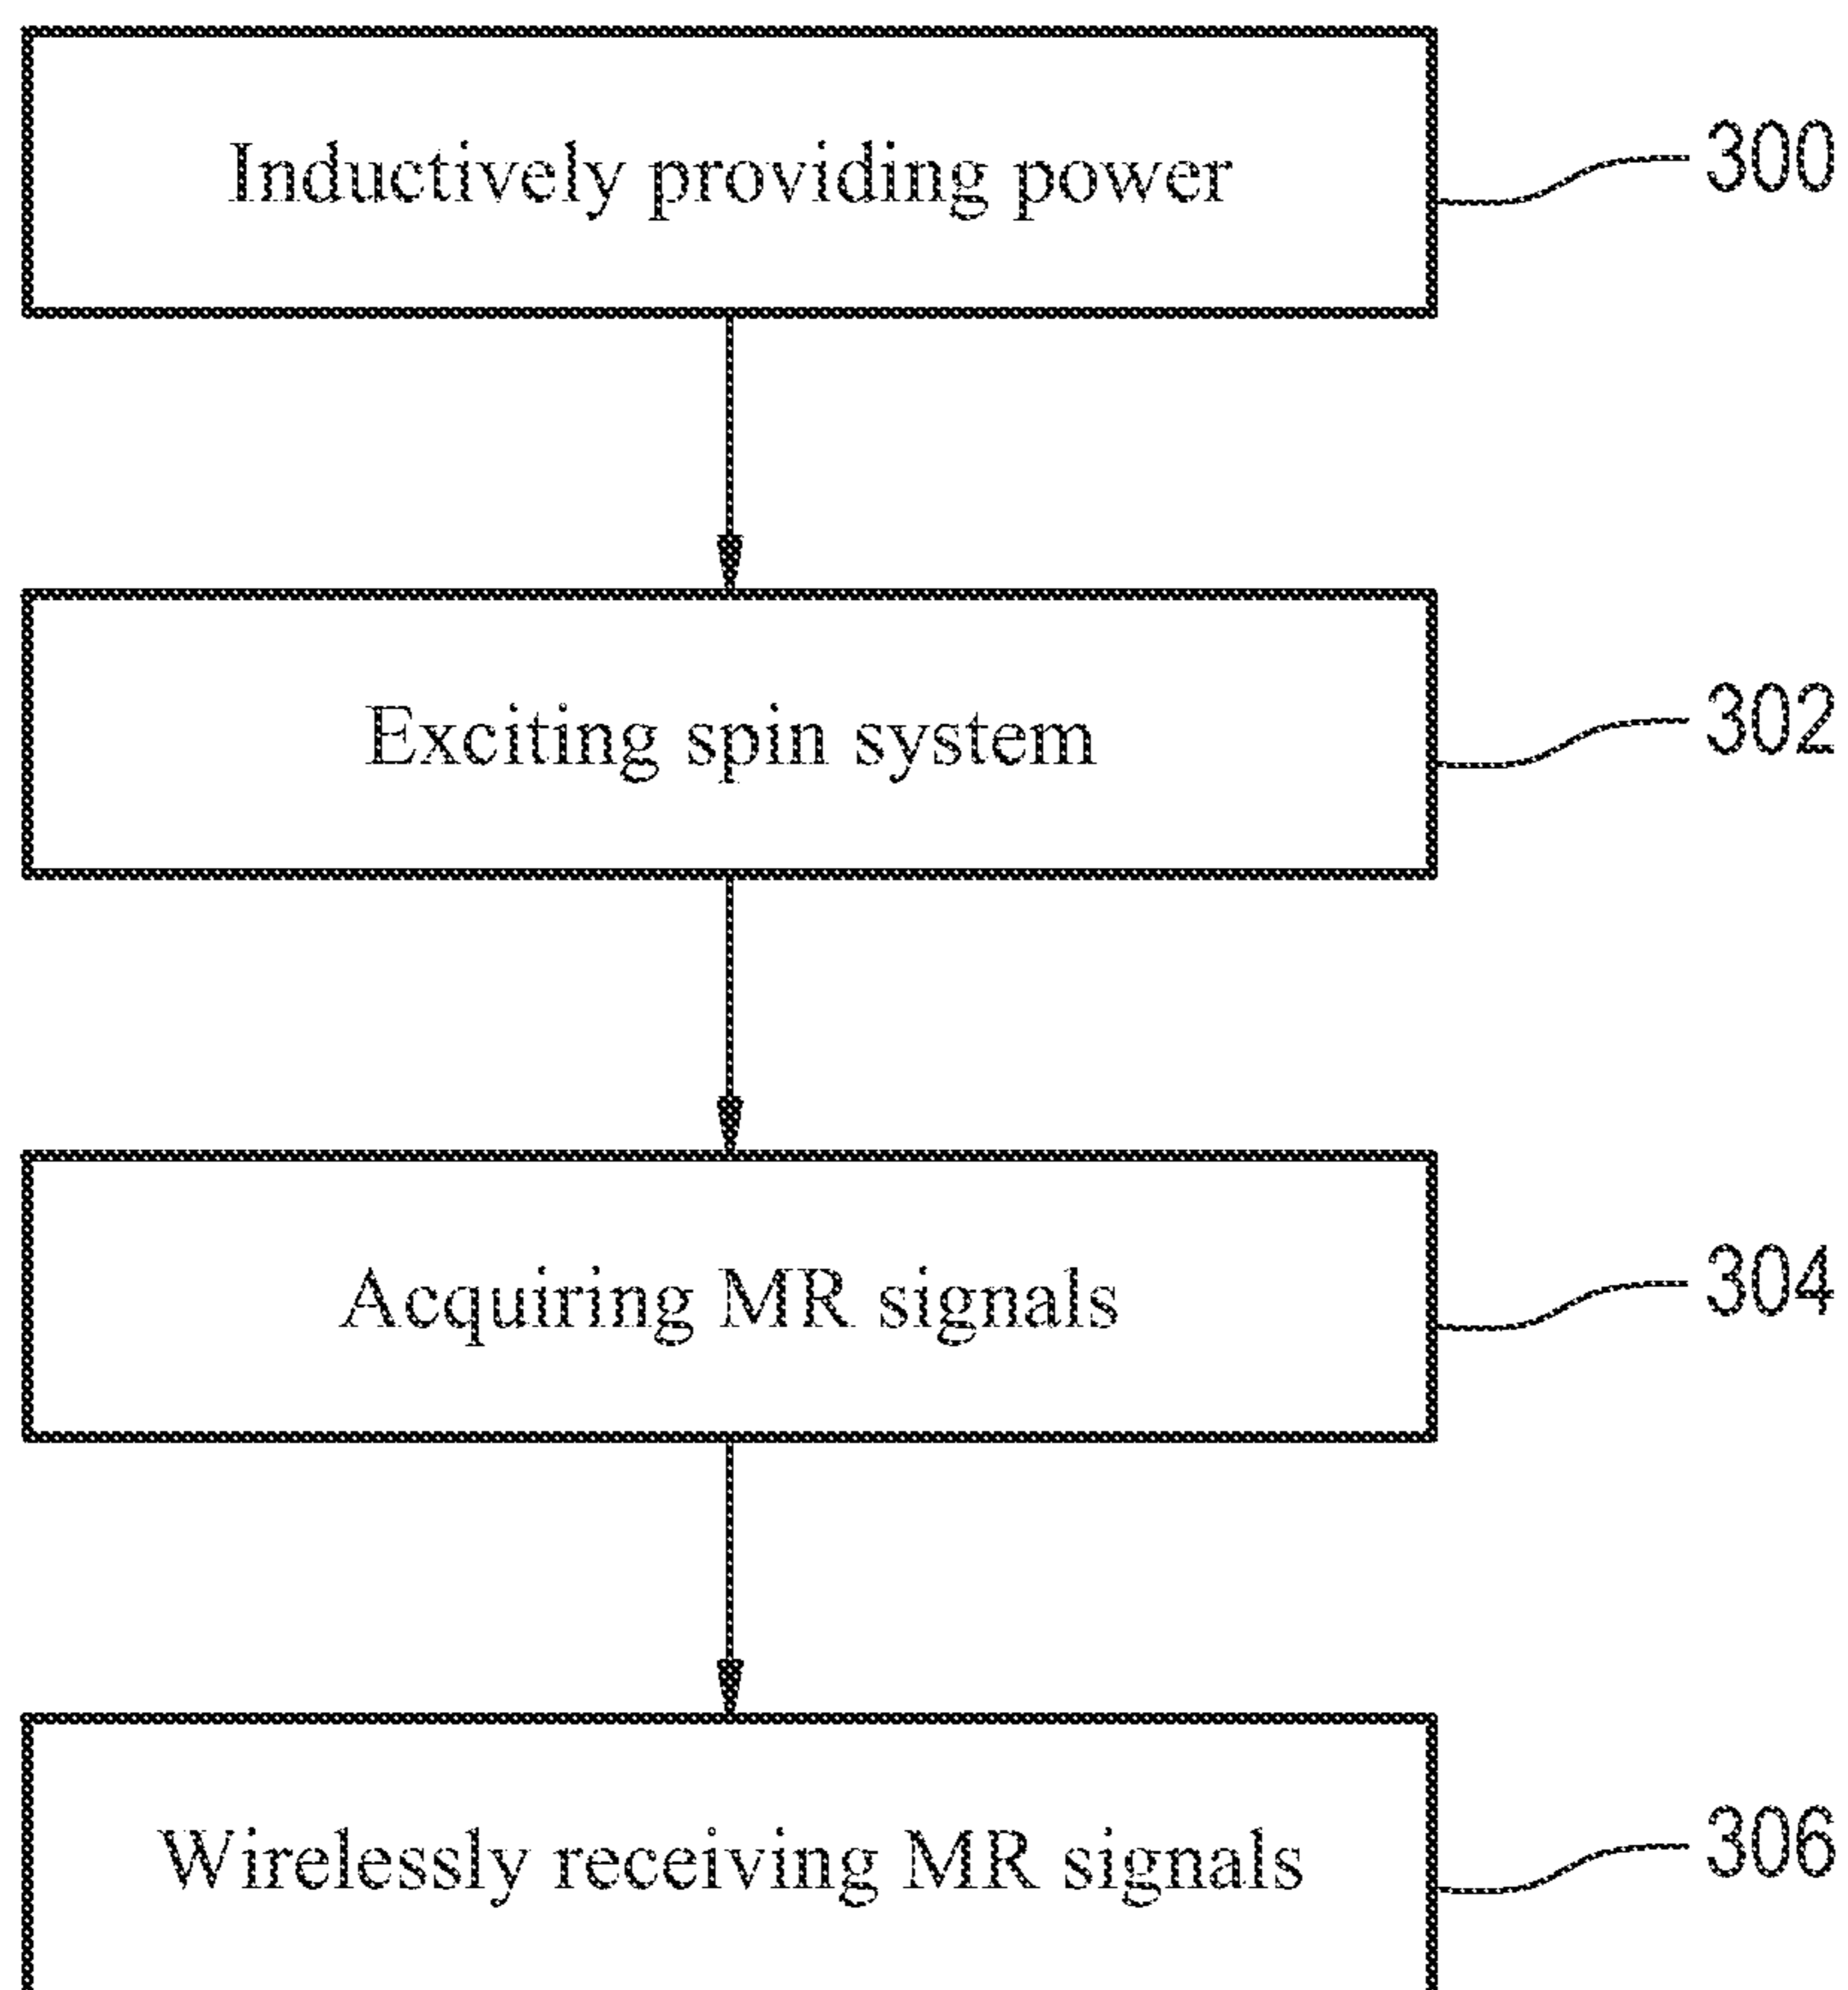 Inductively providing power
300
Exciting spin system
302
Acquiring MR signals
304
Wirelessly receiving MR signals
306